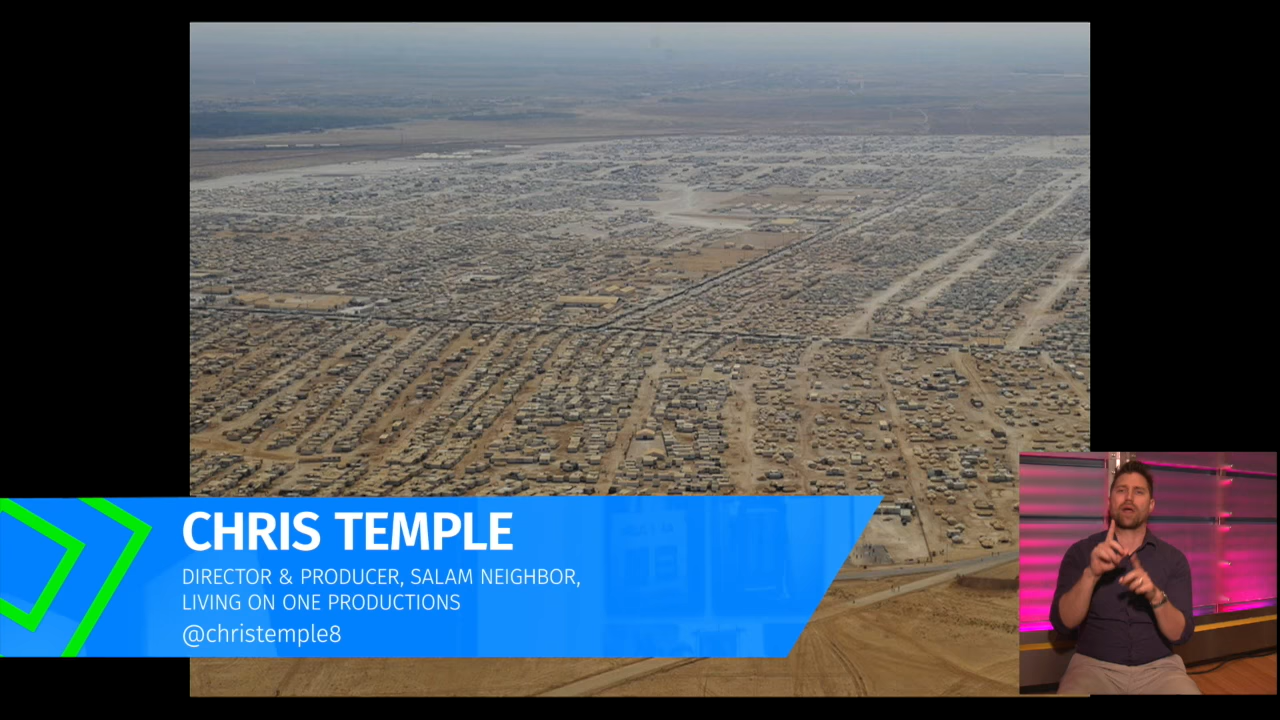 CHRIS TEMPLE
DIRECTOR & PRODUCER, SALAM NEIGHBOR,
LIVING ON ONE PRODUCTIONS
@christemple8